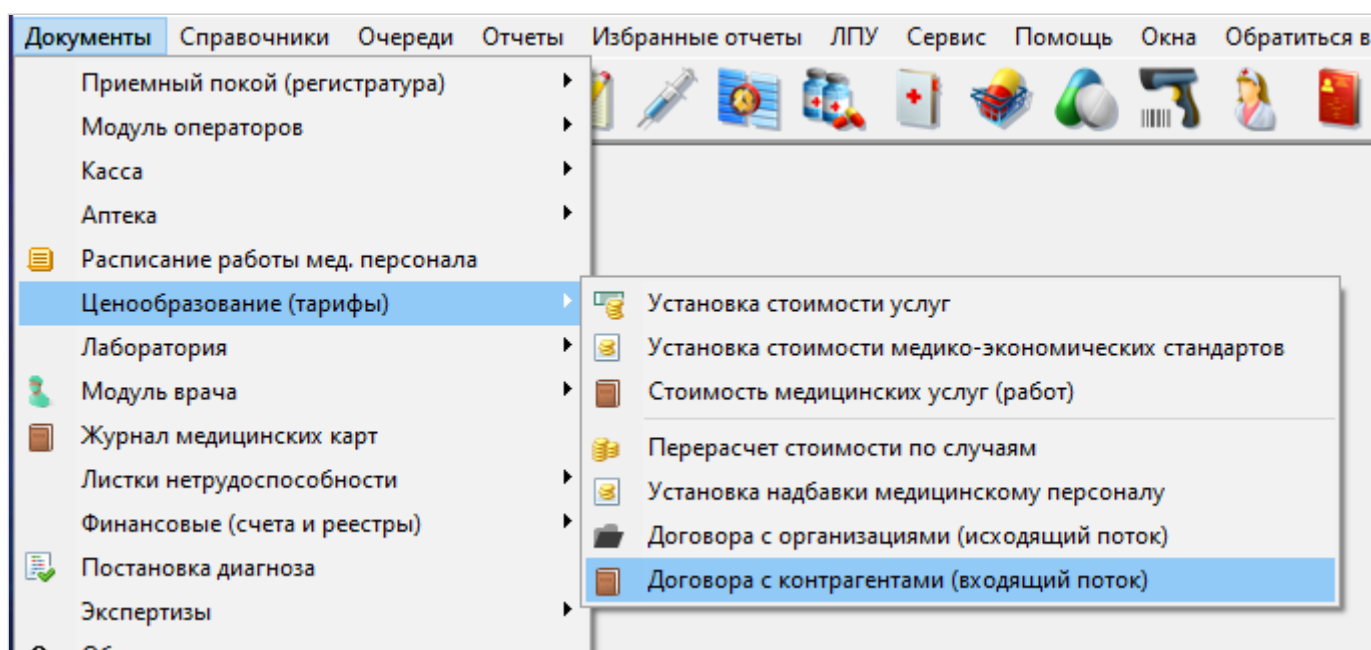 Документы Справочники Очереди Отчеты Избранные отчеты ЛПУ Сервис Помощь Окна Обратиться в
Приемный покой (регистратура)
Модуль операторов
Касса
Аптека
Расписание работы мед. персонала
Ценообразование (тарифы)
Лаборатория
Модуль врача
Журнал медицинских карт
Листки нетрудоспособности
Финансовые (счета и реестры)
Постановка диагноза
Экспертизы
Установка стоимости услуг
Установка стоимости медико-экономических стандартов
Стоимость медицинских услуг (работ)
Перерасчет стоимости по случаям
Установка надбавки медицинскому персоналу
Договора с организациями (исходящий поток)
Договора с контрагентами (входящий поток)